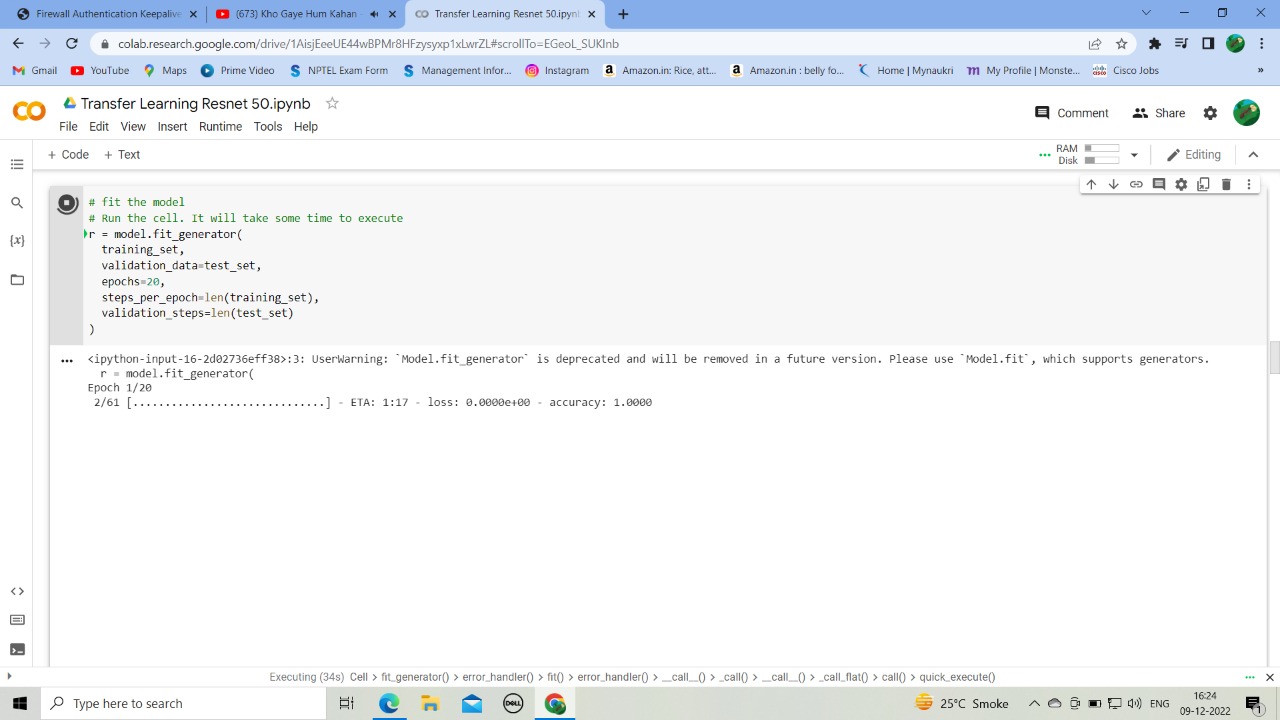 Firewall Authentication Keepalive
(673) Kho Gaye Hum Kahan -
Transfer Learning Resnet 50.ipynb
colab.research.google.com/drive/1AisjEeeUE44wBPMr8HFzysyxp1xLwrZL#scrollTo=EGeoL_SUKlnb
Gmail YouTube Maps Prime Video NPTEL Exam Form Management Infor... Instagram Amazon.in: Rice, att... Amazon.in : belly fo... Home | Mynaukri My Profile | Monste... Cisco Jobs »
Transfer Learning Resnet 50.ipynb
Comment Share
File Edit View Insert Runtime Tools Help
+ Code + Text
RAM
Disk
Editing
# fit the model
# Run the cell. It will take some time to execute
r = model.fit_generator(
training_set,
validation_data=test_set,
epochs=20,
steps_per_epoch=len(training_set),
validation_steps=len(test_set)
)
<ipython-input-16-2d02736eff38>:3: UserWarning: `Model.fit_generator` is deprecated and will be removed in a future version. Please use `Model.fit`, which supports generators.
r = model.fit_generator(
Epoch 1/20
2/61 [..............................] - ETA: 1:17 - loss: 0.0000e+00 - accuracy: 1.0000
Executing (34s) Cell > fit_generator() > error_handler() > fit() > error_handler() > __call__() > _call() > __call__() > _call_flat() > call() > quick_execute()
Type here to search
DELL
25°C Smoke
ENG
16:24
09-12-2022
1